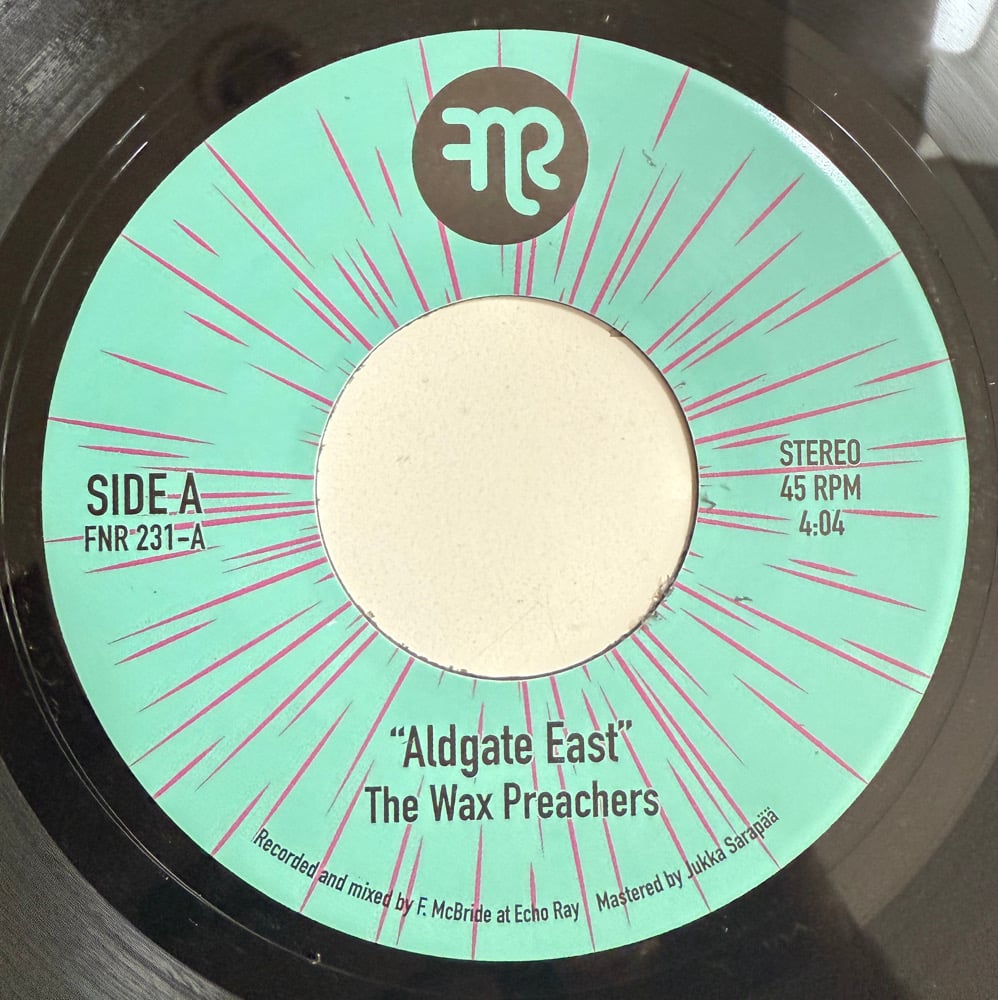 FNR
SIDE A
FNR 231-A
STEREO
45 RPM
4:04
“Aldgate East”
The Wax Preachers
Recorded and mixed by F. McBride at Echo Ray Mastered by Jukka Sarapää